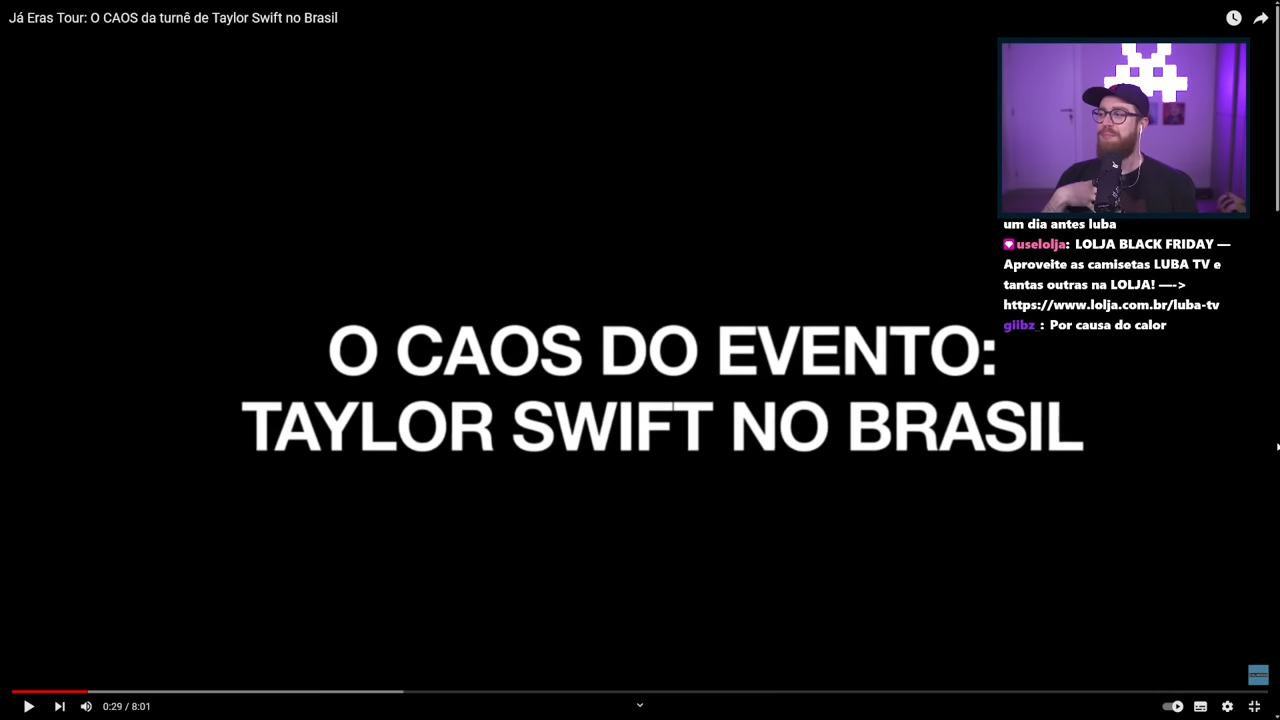 Já Eras Tour: O CAOS da turnê de Taylor Swift no Brasil
um dia antes luba
uselolja: LOLJA BLACK FRIDAY —
Aproveite as camisetas LUBA TV e
tantas outras na LOLJA! —->
https://www.lolja.com.br/luba-tv
giibz : Por causa do calor
O CAOS DO EVENTO:
TAYLOR SWIFT NO BRASIL
0:29 / 8:01